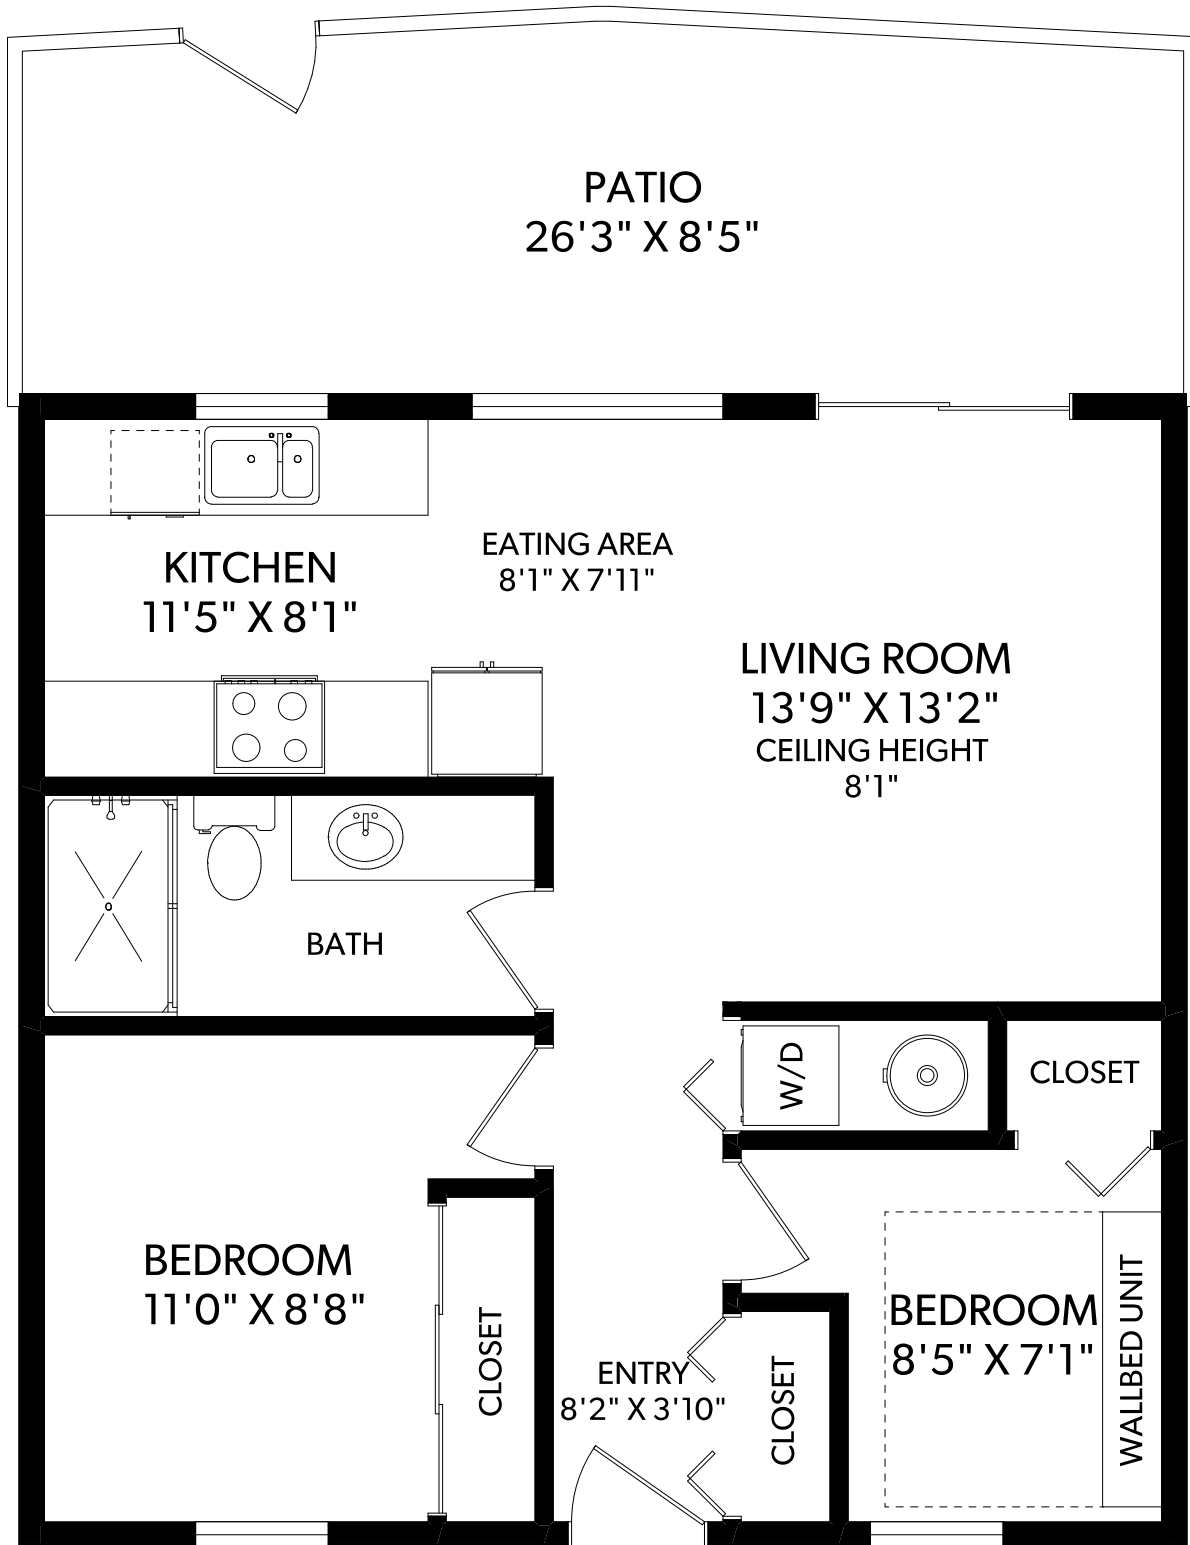 PATIO
26'3" X 8'5"
EATING AREA
8'1" X 7'11"
KITCHEN
11'5" X 8'1"
LIVING ROOM
13'9" X 13'2"
CEILING HEIGHT
8'1"
BATH
W/D
CLOSET
BEDROOM
11'0" X 8'8"
CLOSET
ENTRY
8'2" X 3'10"
CLOSET
BEDROOM
8'5" X 7'1"
WALLBED UNIT